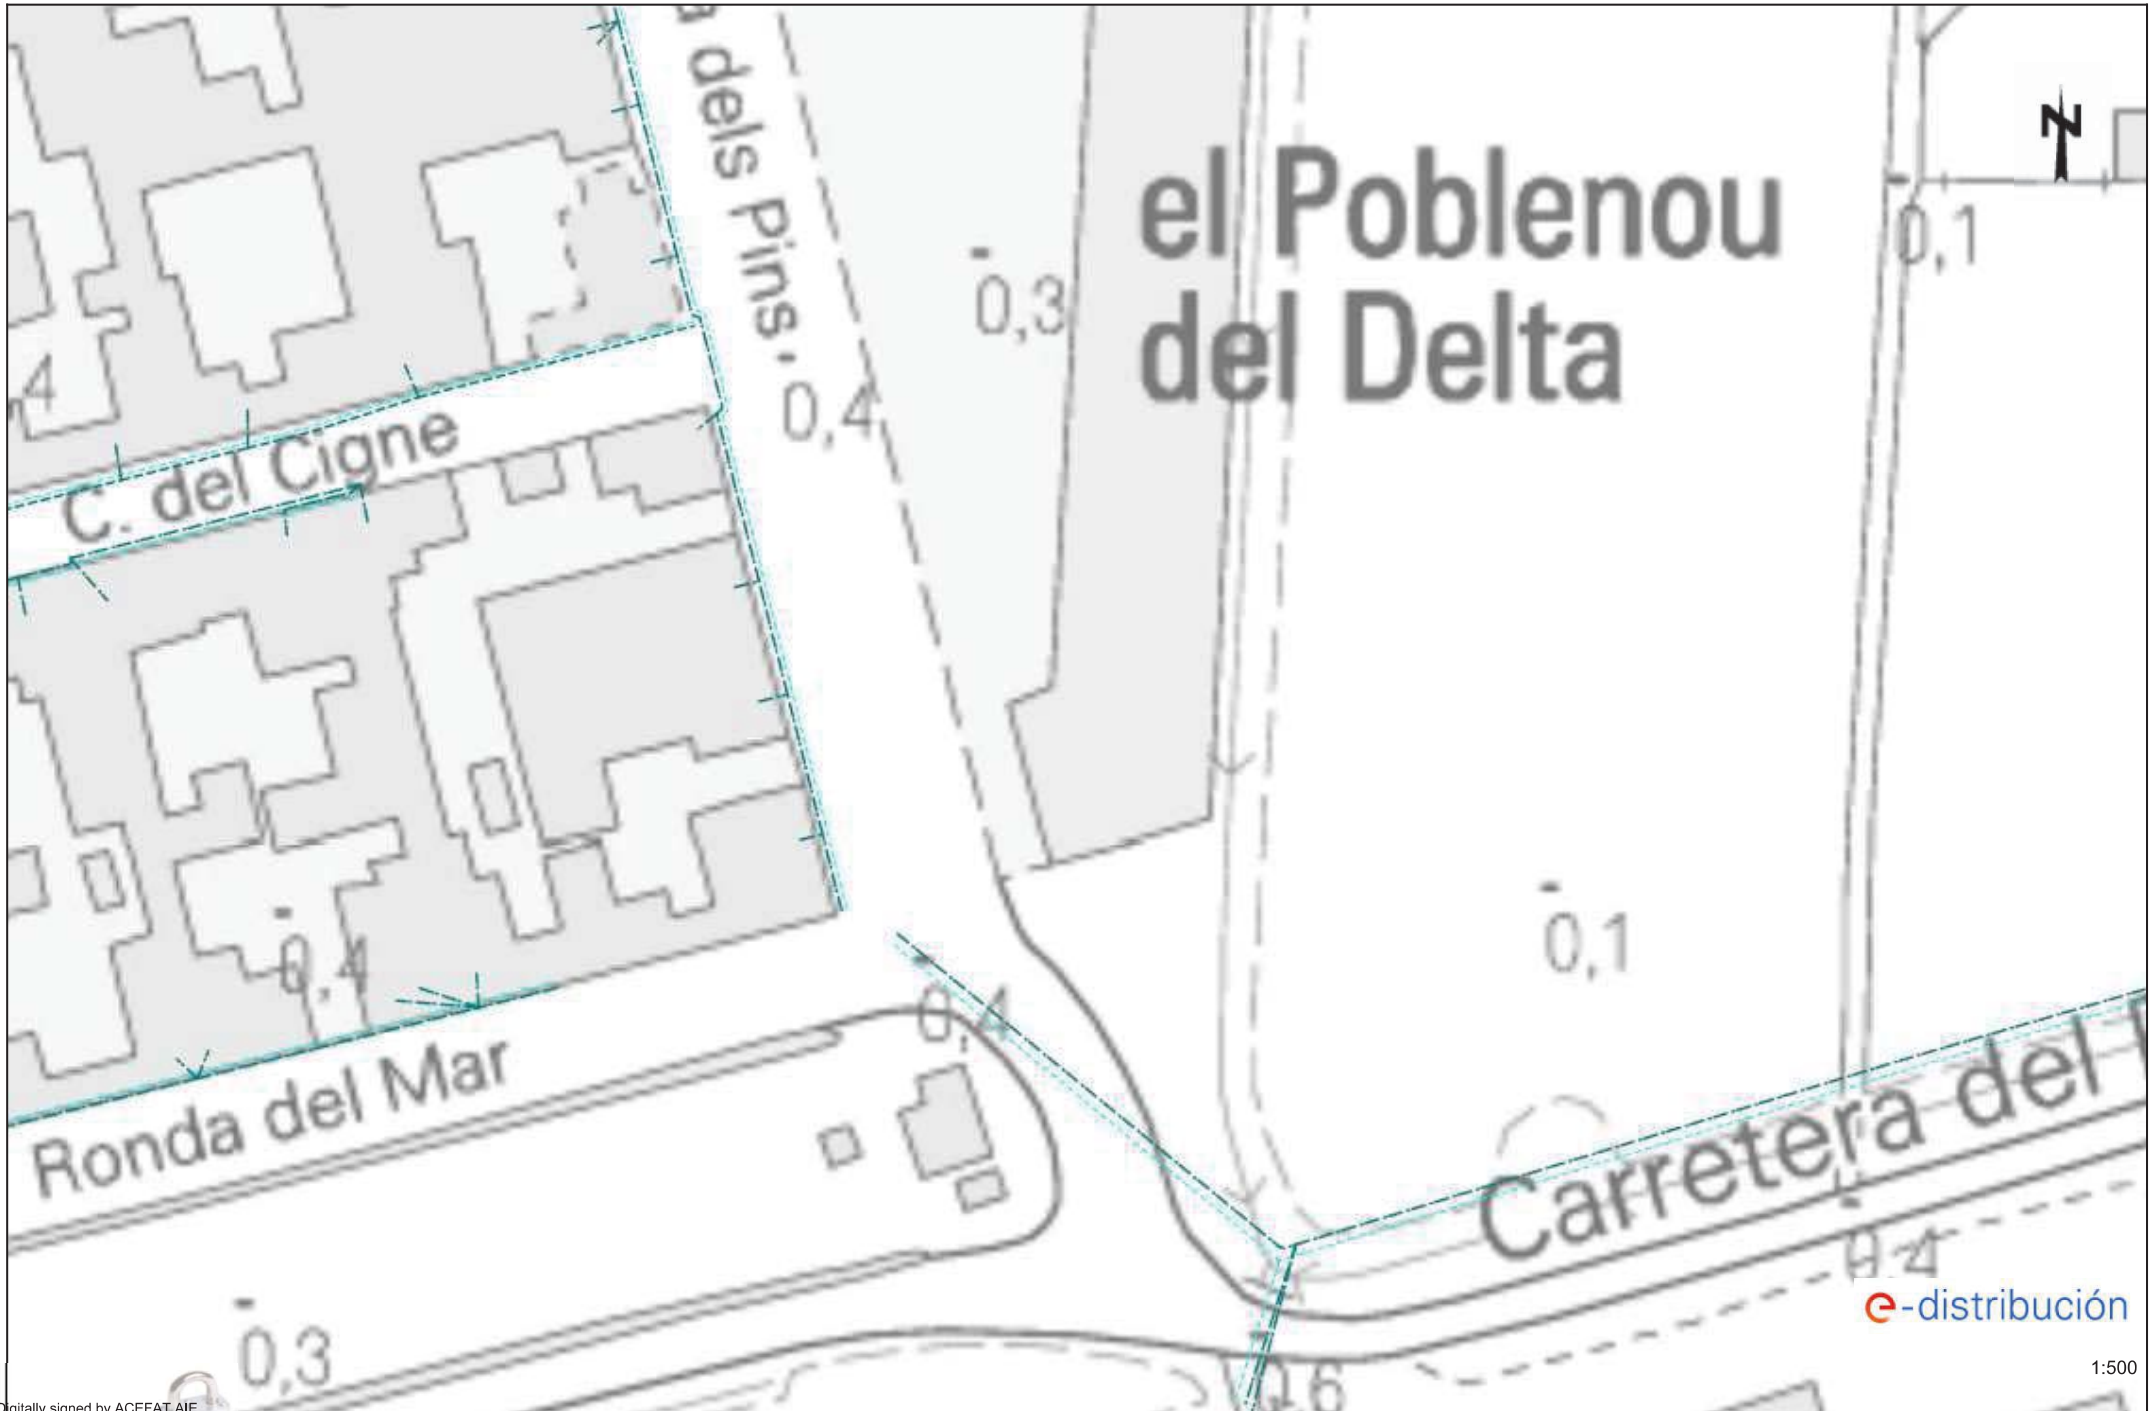 dels Pins
el Poblenou
del Delta
0,1
0,3
0,4
4
C. del Cigne
0,1
0,4
0,4
Ronda del Mar
Carretera del
0,4
e-distribución
0,3
1:500
Digitally signed by ACEFAT AIE